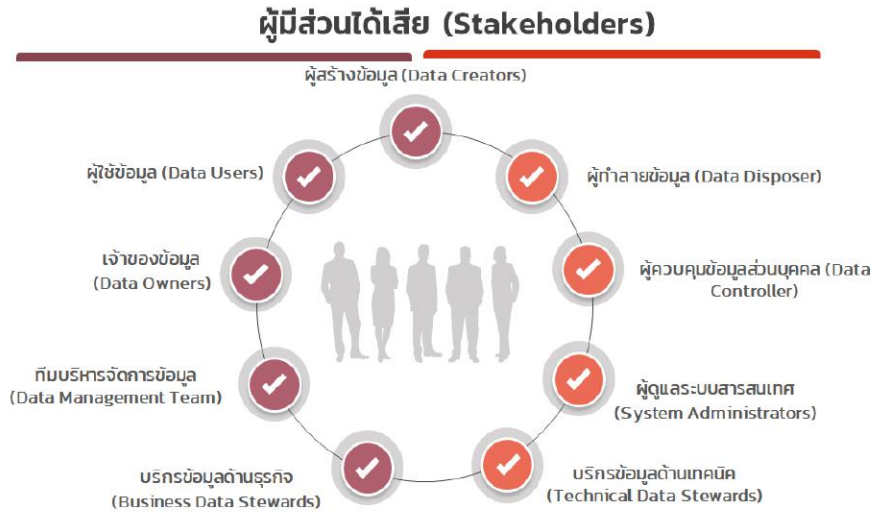 ผู้มีส่วนได้เสีย (Stakeholders)
ผู้สร้างข้อมูล (Data Creators)
ผู้ใช้ข้อมูล (Data Users)
ผู้ทำลายข้อมูล (Data Disposer)
เจ้าของข้อมูล
(Data Owners)
ผู้ควบคุมข้อมูลส่วนบุคคล (Data
Controller)
ทีมบริหารจัดการข้อมูล
(Data Management Team)
ผู้ดูแลระบบสารสนเทศ
(System Administrators)
บริกรข้อมูลด้านธุรกิจ
(Business Data Stewards)
บริกรข้อมูลด้านเทคนิค
(Technical Data Stewards)